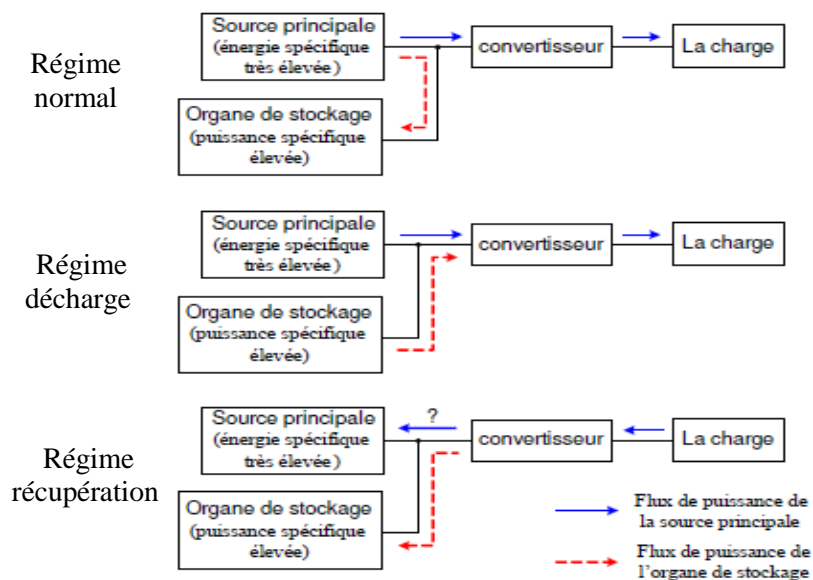 Régime
normal
Source principale
(énergie spécifique
très élevée)
convertisseur
La charge
Organe de stockage
(puissance spécifique
élevée)
Régime
décharge
Source principale
(énergie spécifique
très élevée)
convertisseur
La charge
Organe de stockage
(puissance spécifique
élevée)
Régime
récupération
Source principale
(énergie spécifique
très élevée)
?
convertisseur
La charge
Organe de stockage
(puissance spécifique
élevée)
Flux de puissance de
la source principale
Flux de puissance de
l'organe de stockage